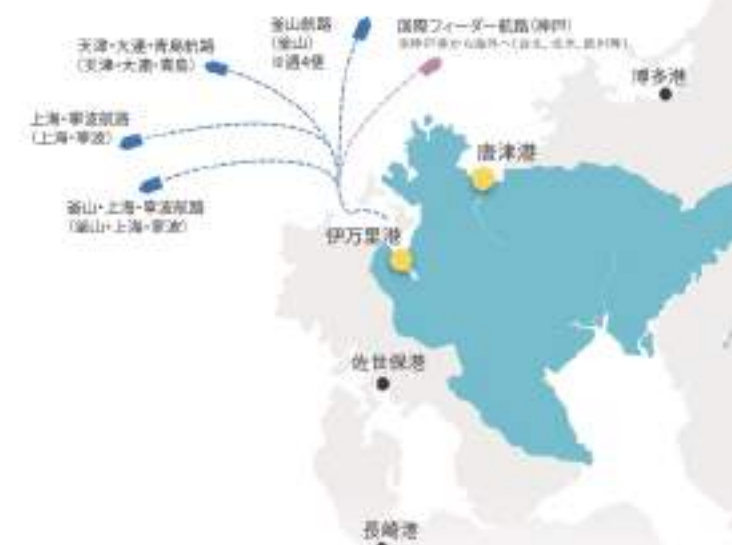 天津・大連・青島航路
(天津・大連・青島)
釜山航路
(釜山)
※週4便
国際フィーダー航路(神戸)
博多港
上海・寧波航路
(上海・寧波)
唐津港
釜山・上海・寧波航路
(釜山・上海・寧波)
伊万里港
佐世保港
長崎港